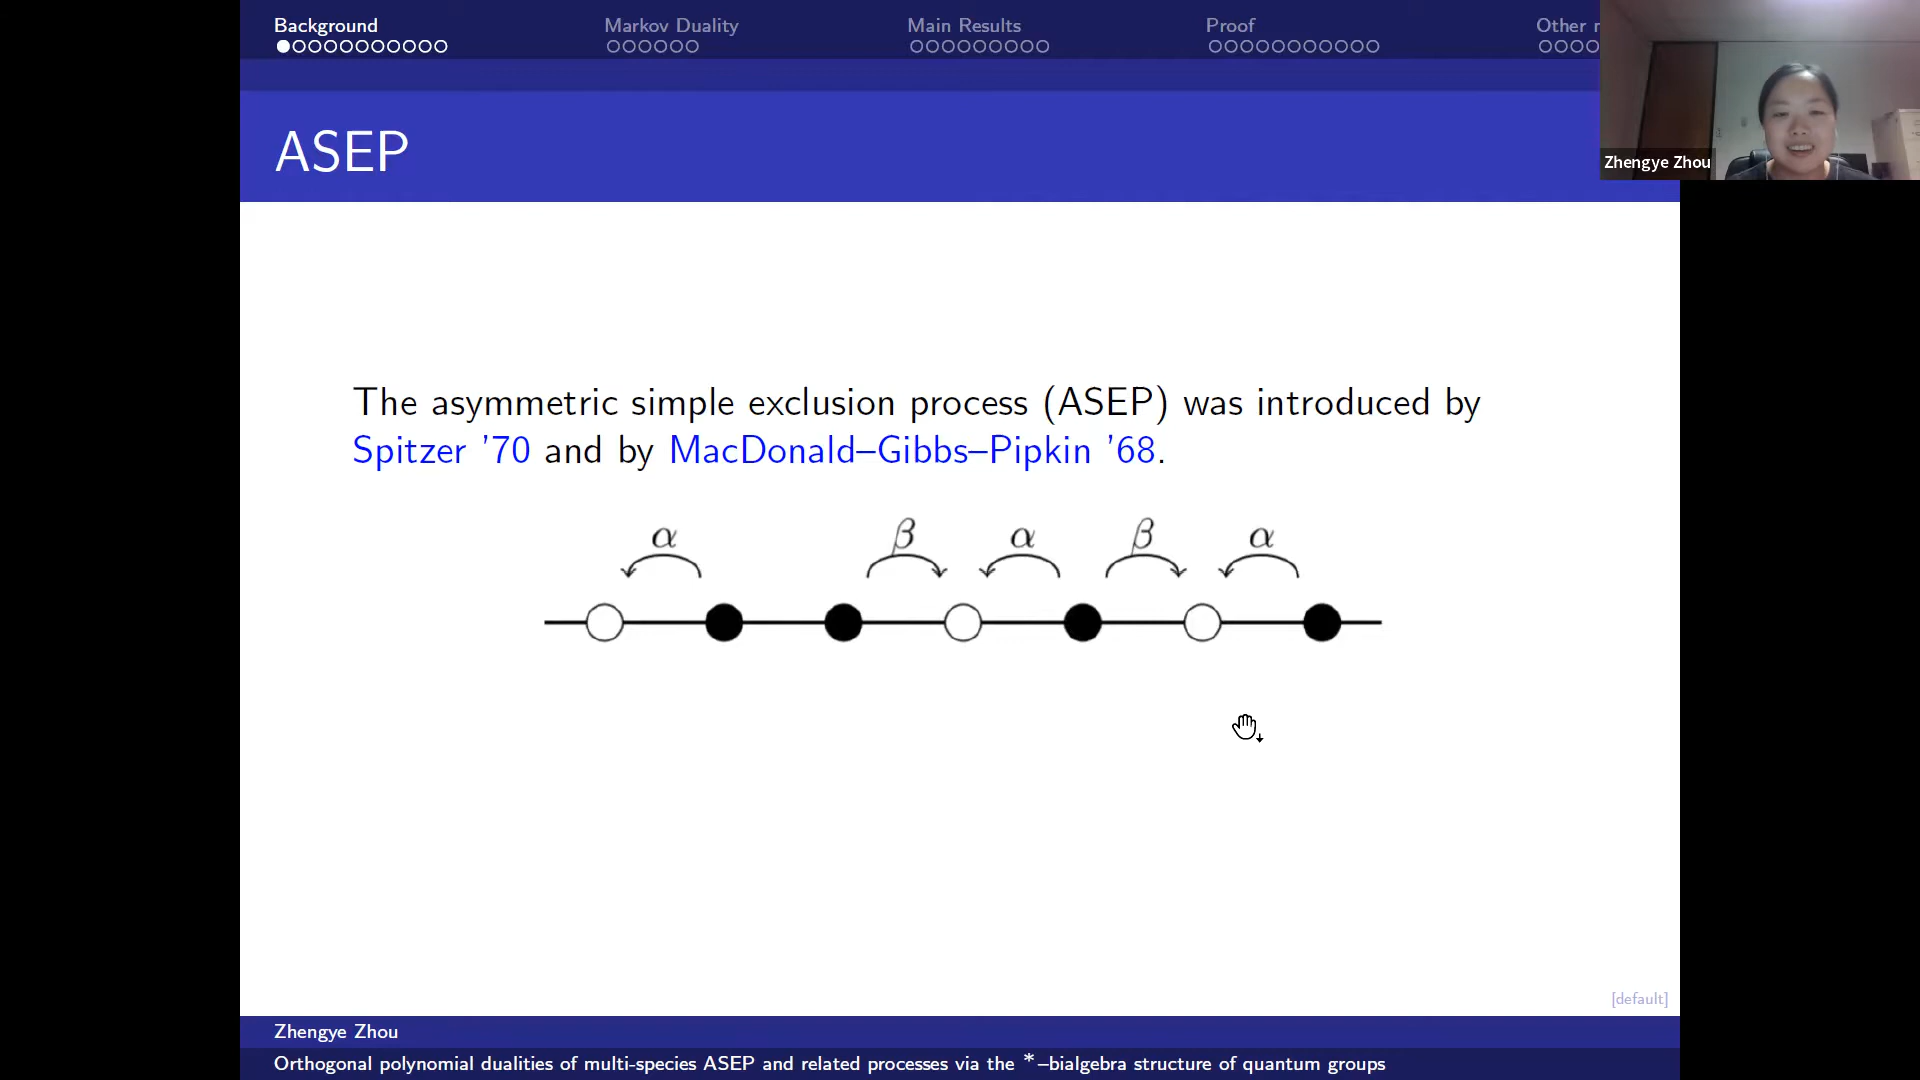 Background Markov Duality Main Results Proof Other r
Zhengye Zhou
ASEP
The asymmetric simple exclusion process (ASEP) was introduced by
Spitzer '70 and by MacDonald–Gibbs–Pipkin '68.
α β α β α
[default]
Zhengye Zhou
Orthogonal polynomial dualities of multi-species ASEP and related processes via the *–bialgebra structure of quantum groups